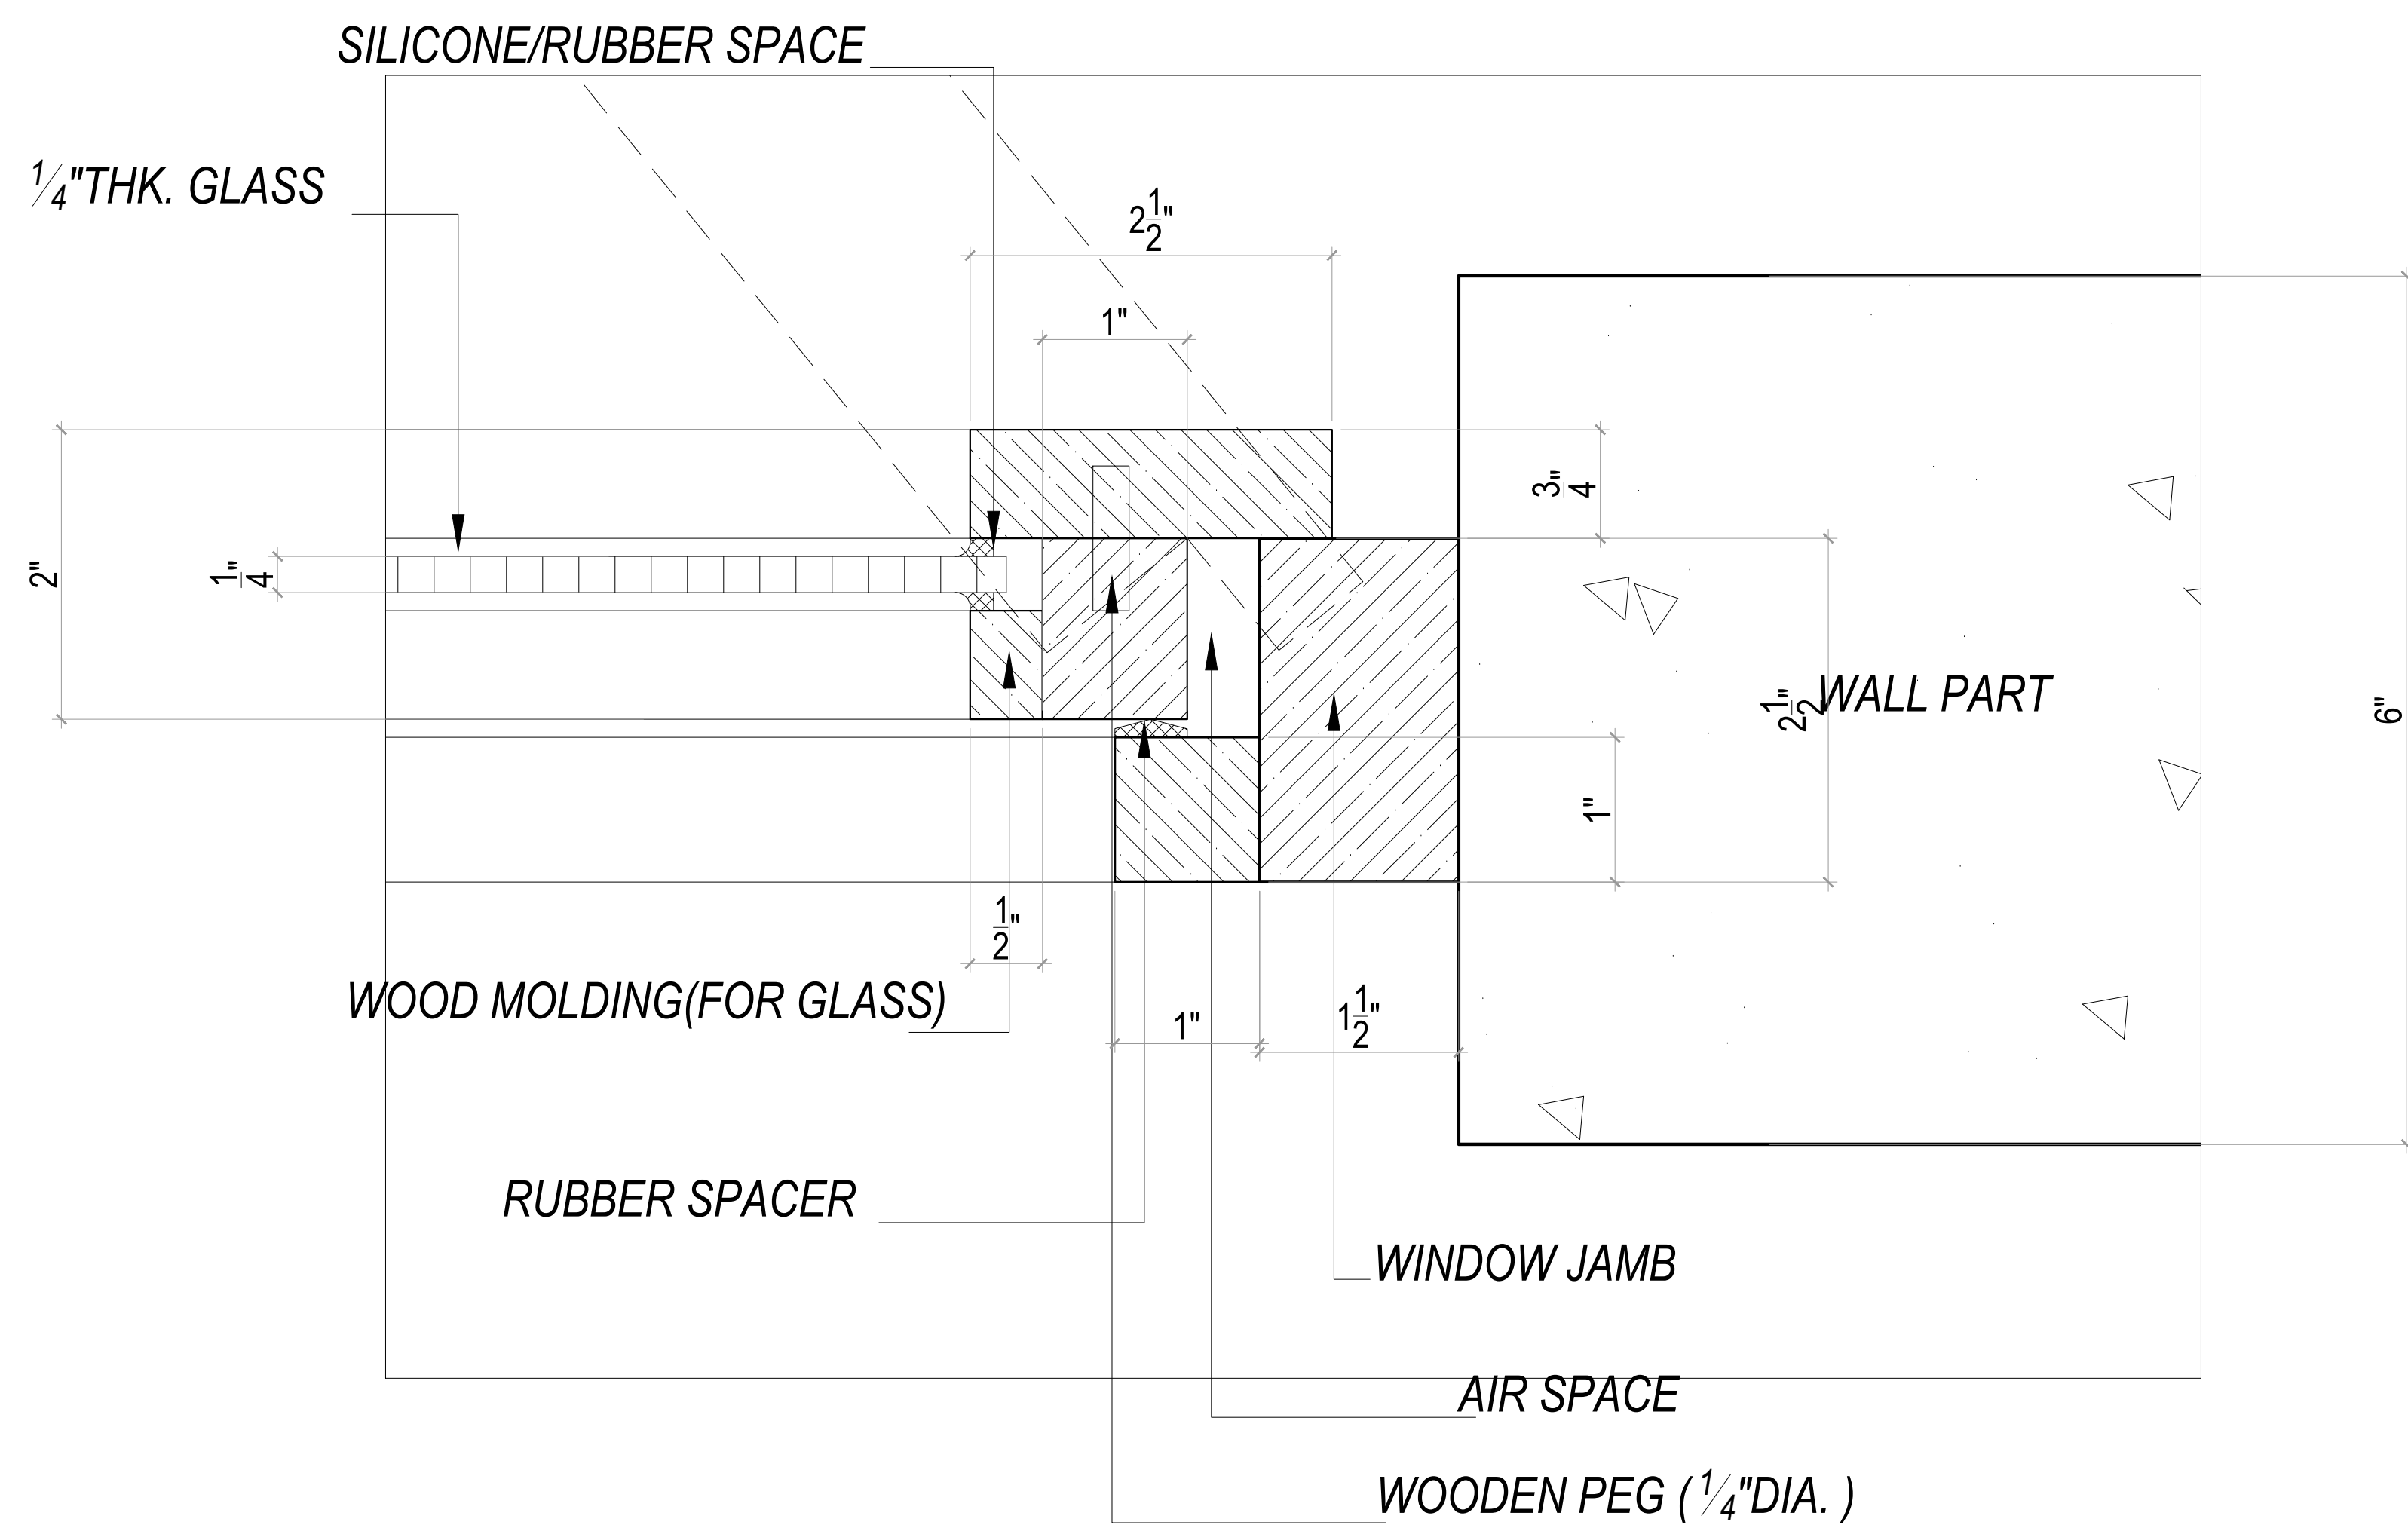 SILICONE/RUBBER SPACE
1/4"THK. GLASS
2 1/2"
1"
3/4"
2"
1/4"
2 1/2"
WALL PART
6"
1"
1/2"
WOOD MOLDING(FOR GLASS)
1"
1 1/2"
RUBBER SPACER
WINDOW JAMB
AIR SPACE
WOODEN PEG ( 1/4"DIA. )